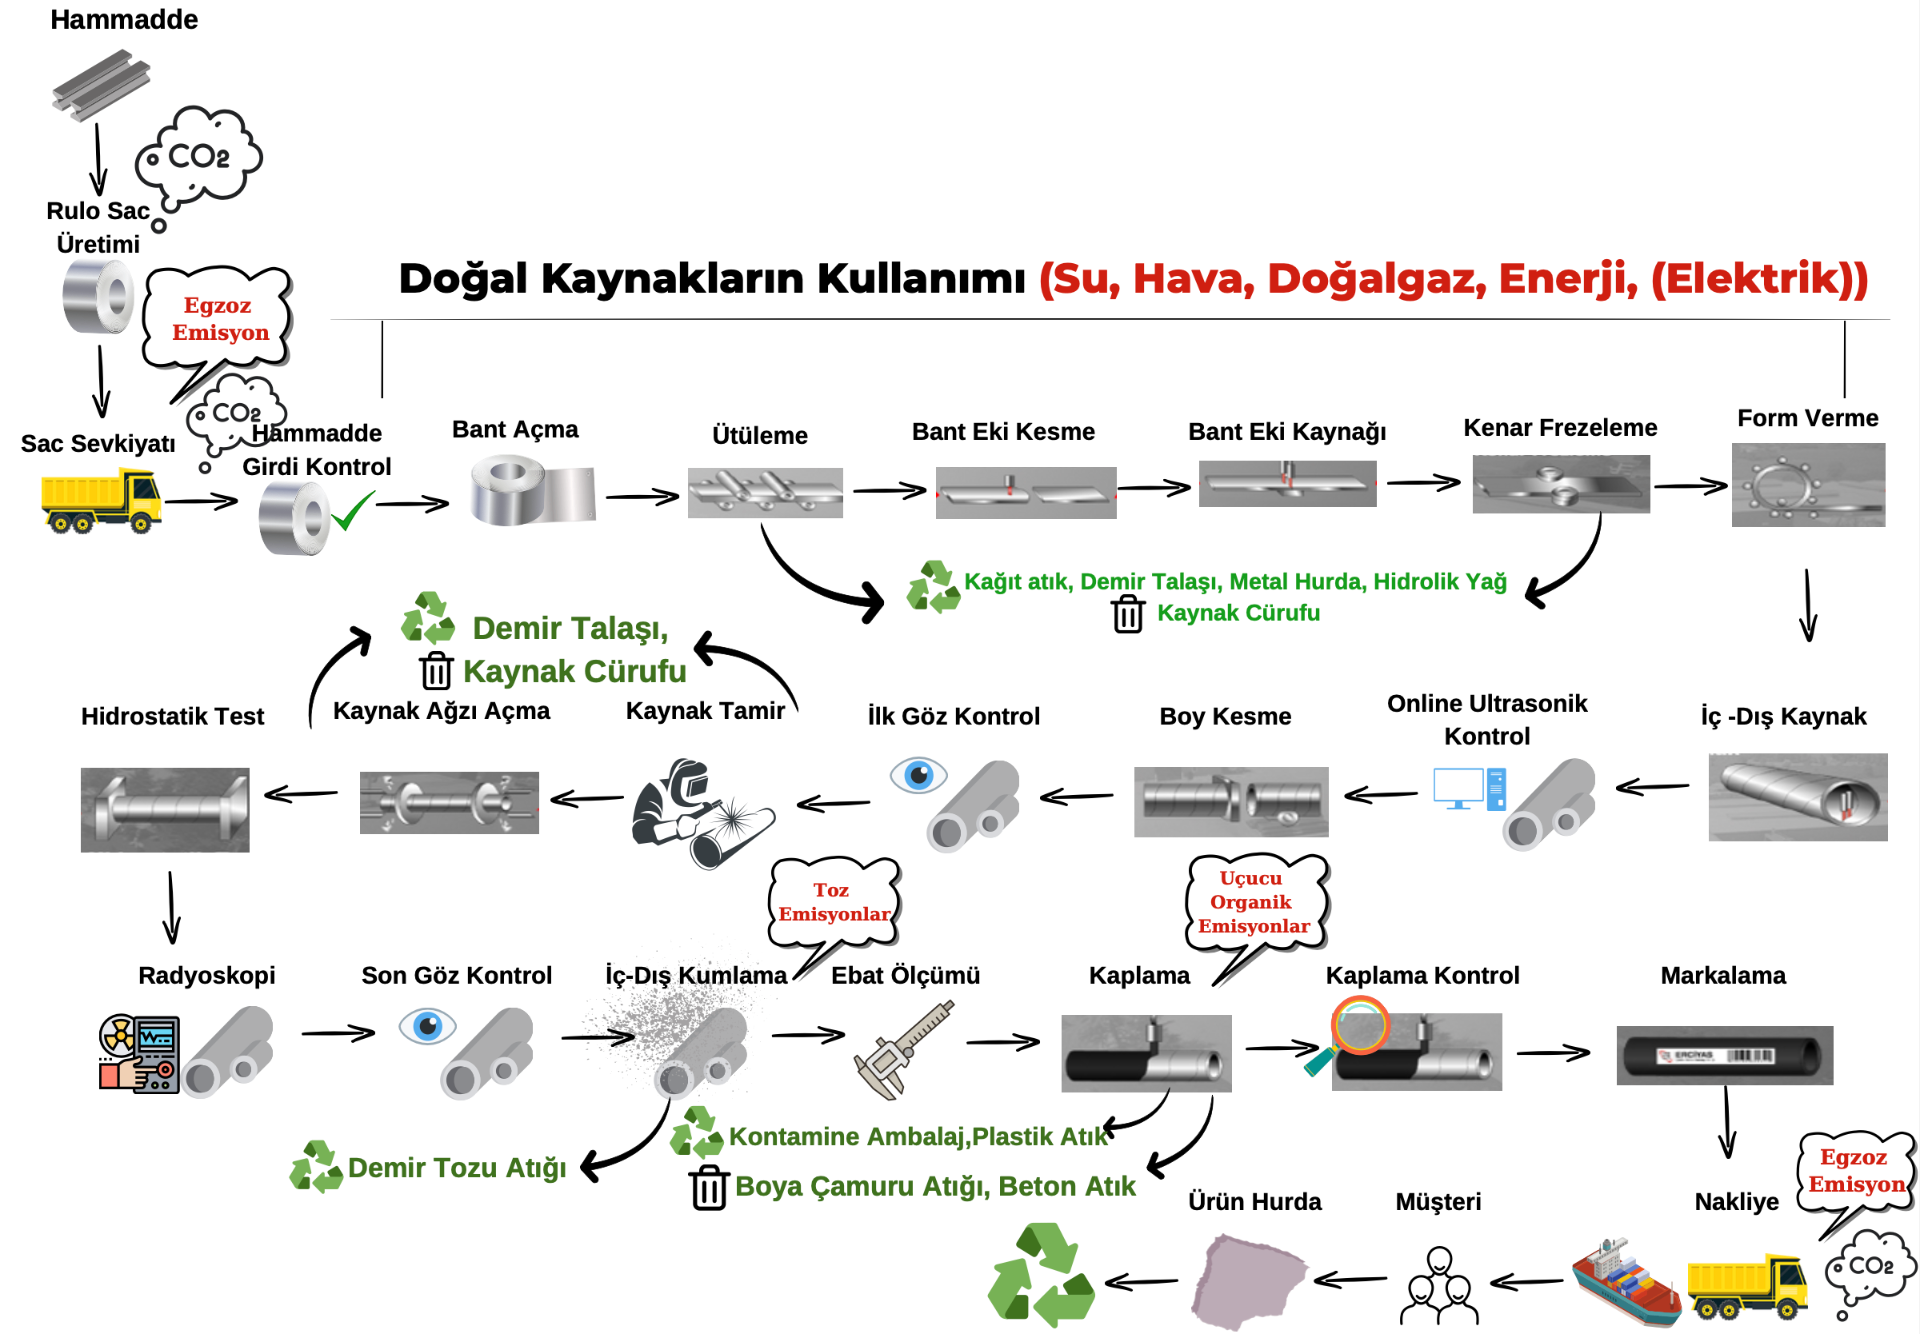 Hammadde
CO2
Rulo Sac
Üretimi
Egzoz
Emisyon
Doğal Kaynakların Kullanımı (Su, Hava, Doğalgaz, Enerji, (Elektrik))
CO2
Sac Sevkiyatı
Hammadde
Girdi Kontrol
Bant Açma
Ütüleme
Bant Eki Kesme
Bant Eki Kaynağı
Kenar Frezeleme
Form Verme
Kağıt atık, Demir Talaşı, Metal Hurda, Hidrolik Yağ
Kaynak Cürufu
Demir Talaşı,
Kaynak Cürufu
Hidrostatik Test
Kaynak Ağzı Açma
Kaynak Tamir
İlk Göz Kontrol
Boy Kesme
Online Ultrasonik
Kontrol
İç -Dış Kaynak
Toz
Emisyonlar
Uçucu
Organik
Emisyonlar
Radyoskopi
Son Göz Kontrol
İç-Dış Kumlama
Ebat Ölçümü
Kaplama
Kaplama Kontrol
Markalama
ERCİYAS
Demir Tozu Atığı
Kontamine Ambalaj,Plastik Atık
Boya Çamuru Atığı, Beton Atık
Ürün Hurda
Müşteri
Nakliye
Egzoz
Emisyon
CO2